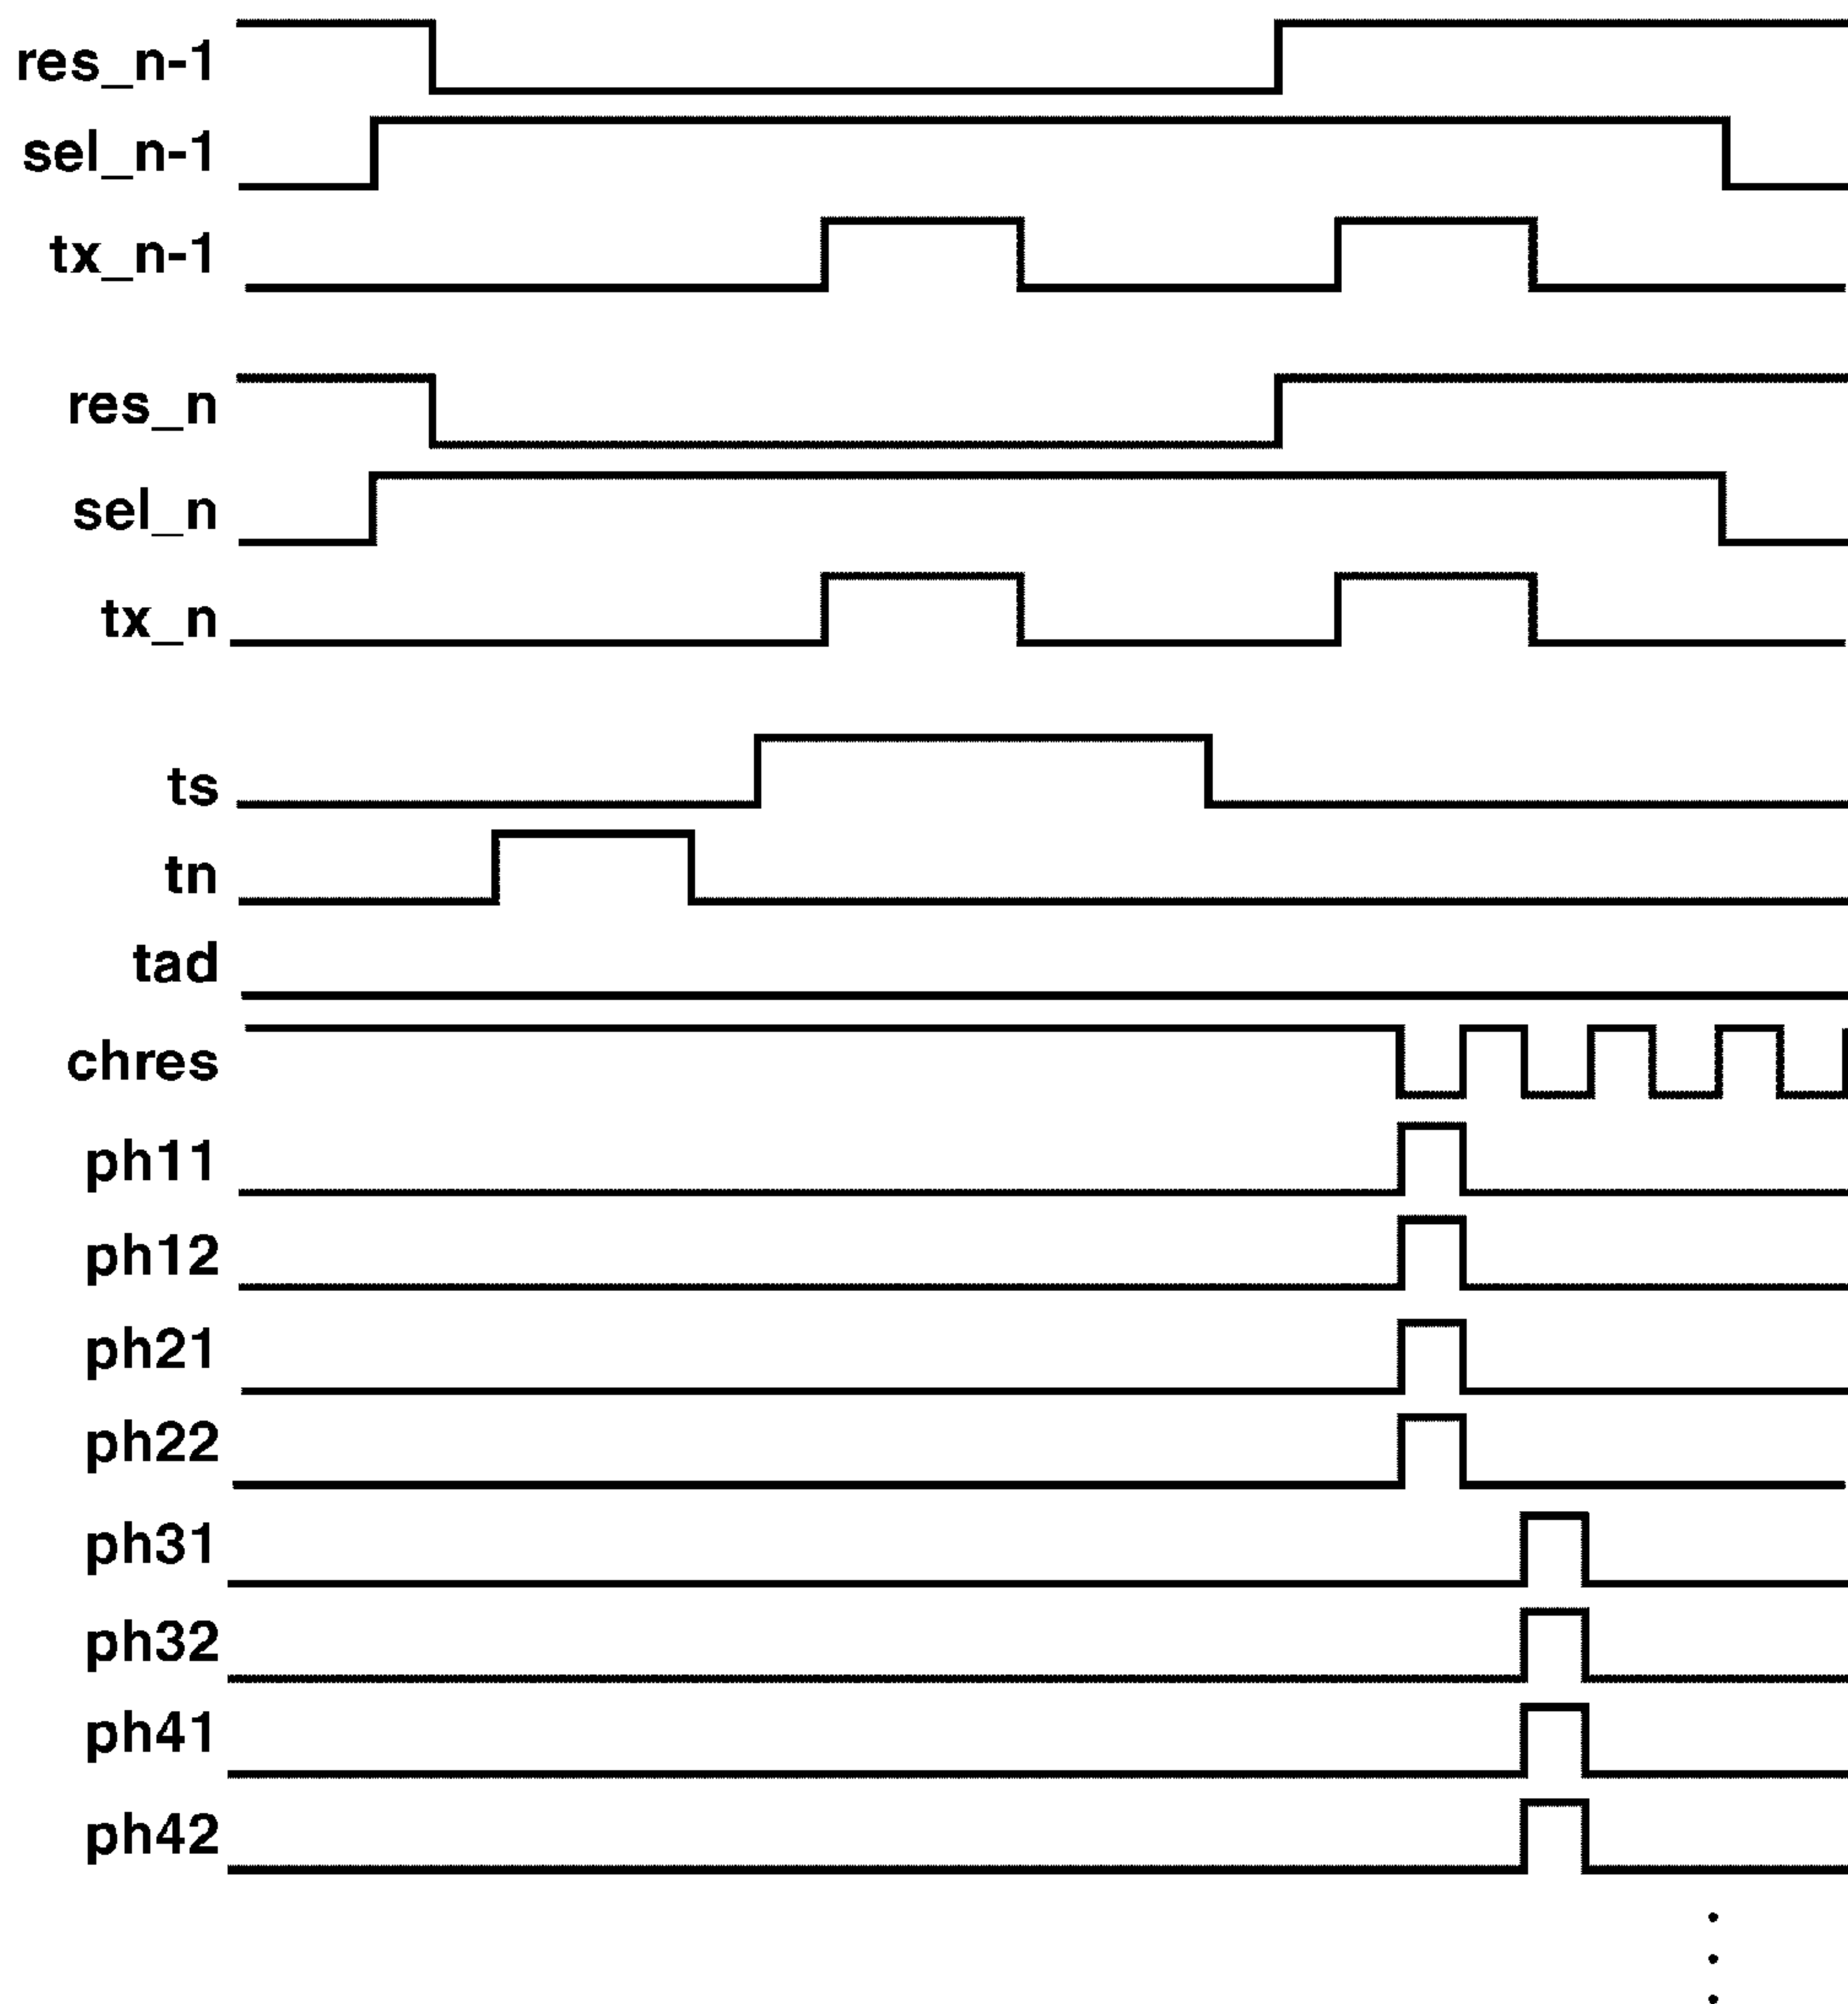 res_n-1
sel_n-1
tx_n-1
res_n
sel_n
tx_n
ts
tn
tad
chres
ph11
ph12
ph21
ph22
ph31
ph32
ph41
ph42